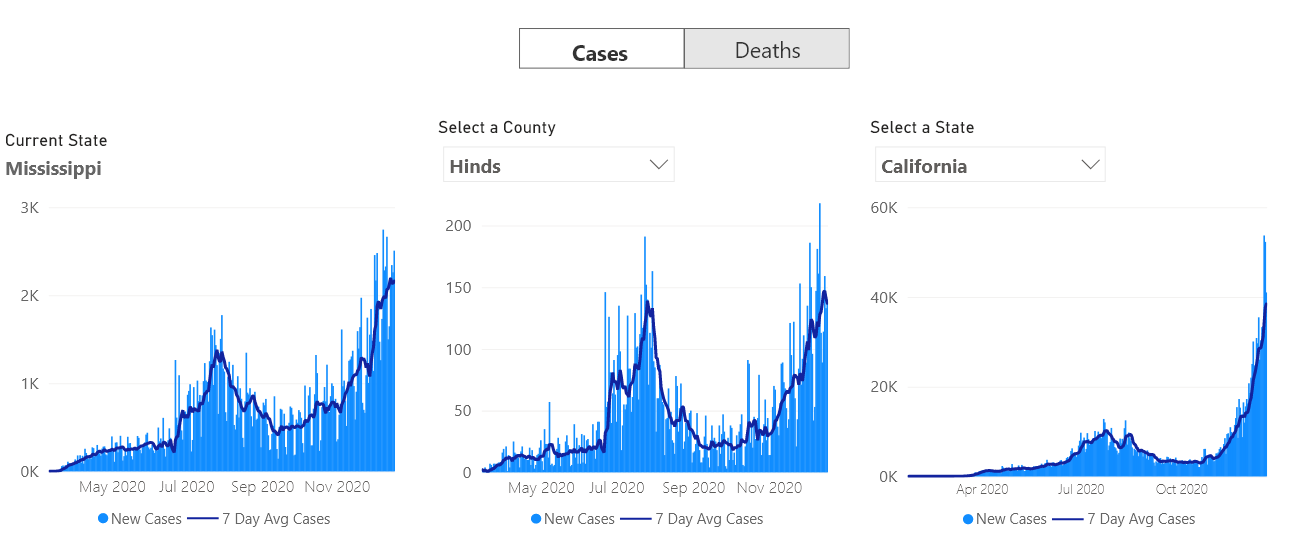 Cases
Deaths
Current State
Mississippi
3K
2K
1K
0K
May 2020 Jul 2020 Sep 2020 Nov 2020
New Cases 7 Day Avg Cases
Select a County
Hinds
200
150
100
50
0
May 2020 Jul 2020 Sep 2020 Nov 2020
New Cases 7 Day Avg Cases
Select a State
California
60K
40K
20K
0K
Apr 2020 Jul 2020 Oct 2020
New Cases 7 Day Avg Cases